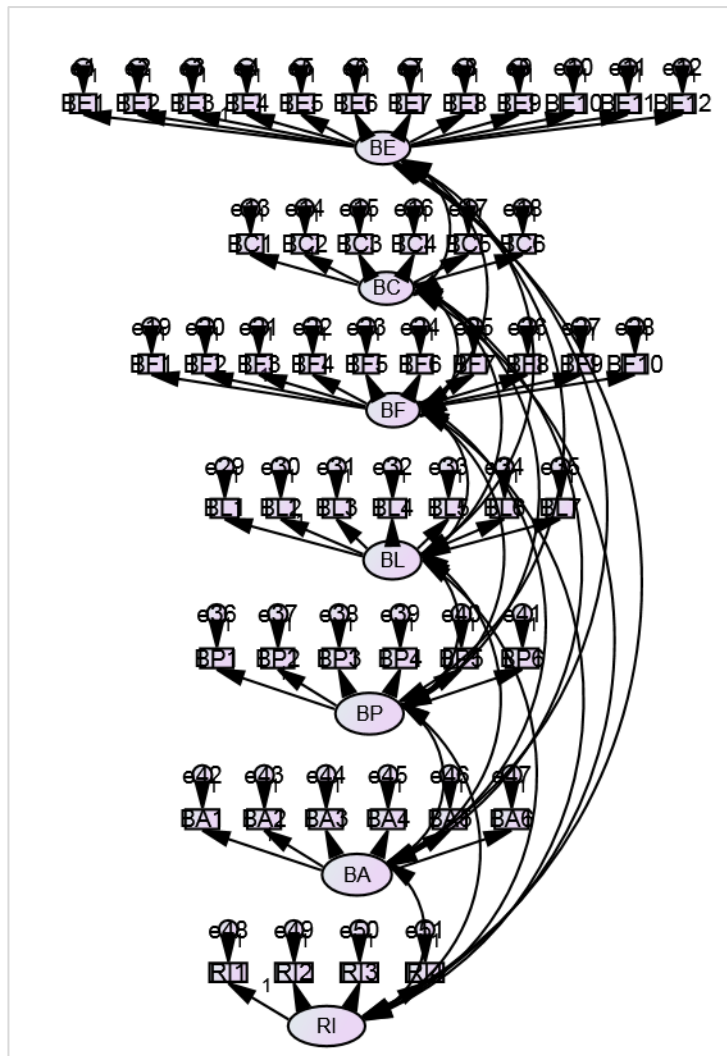 e1 e2 e3 e4 e5 e6 e7 e8 e9 e10 e11 e12
BE1 BE2 BE3 BE4 BE5 BE6 BE7 BE8 BE9 BE10 BE11 BE12
BE
e13 e14 e15 e16 e17 e18
BC1 BC2 BC3 BC4 BC5 BC6
BC
e19 e20 e21 e22 e23 e24 e25 e26 e27 e28
BF1 BF2 BF3 BF4 BF5 BF6 BF7 BF8 BF9 BF10
BF
e29 e30 e31 e32 e33 e34 e35
BL1 BL2 BL3 BL4 BL5 BL6 BL7
BL
e36 e37 e38 e39 e40 e41
BP1 BP2 BP3 BP4 BP5 BP6
BP
e42 e43 e44 e45 e46 e47
BA1 BA2 BA3 BA4 BA5 BA6
BA
e48 e49 e50 e51
RI1 RI2 RI3 RI4
1
RI